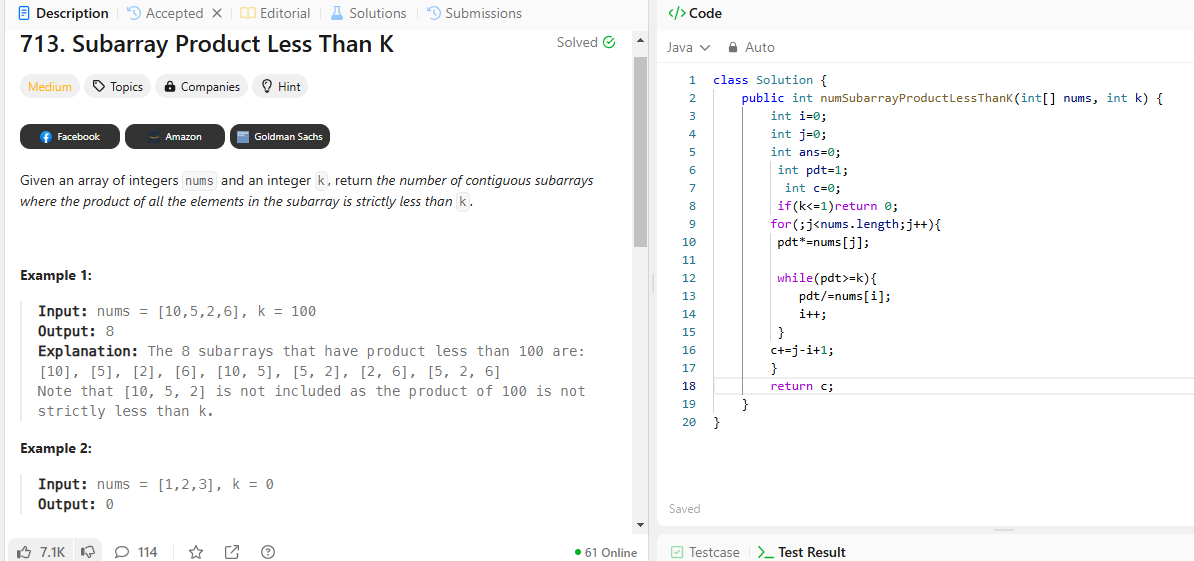 Description Accepted Editorial Solutions Submissions
713. Subarray Product Less Than K
Solved
Medium Topics Companies Hint
Facebook Amazon Goldman Sachs
Given an array of integers nums and an integer k, return the number of contiguous subarrays
where the product of all the elements in the subarray is strictly less than k.
Example 1:
Input: nums = [10,5,2,6], k = 100
Output: 8
Explanation: The 8 subarrays that have product less than 100 are:
[10], [5], [2], [6], [10, 5], [5, 2], [2, 6], [5, 2, 6]
Note that [10, 5, 2] is not included as the product of 100 is not
strictly less than k.
Example 2:
Input: nums = [1,2,3], k = 0
Output: 0
7.1K 114 61 Online
</> Code
Java Auto
1 class Solution {
2 public int numSubarrayProductLessThanK(int[] nums, int k) {
3 int i=0;
4 int j=0;
5 int ans=0;
6 int pdt=1;
7 int c=0;
8 if(k<=1)return 0;
9 for(;j<nums.length;j++){
10 pdt*=nums[j];
11
12 while(pdt>=k){
13 pdt/=nums[i];
14 i++;
15 }
16 c+=j-i+1;
17 }
18 return c;
19 }
20 }
Saved
Testcase Test Result